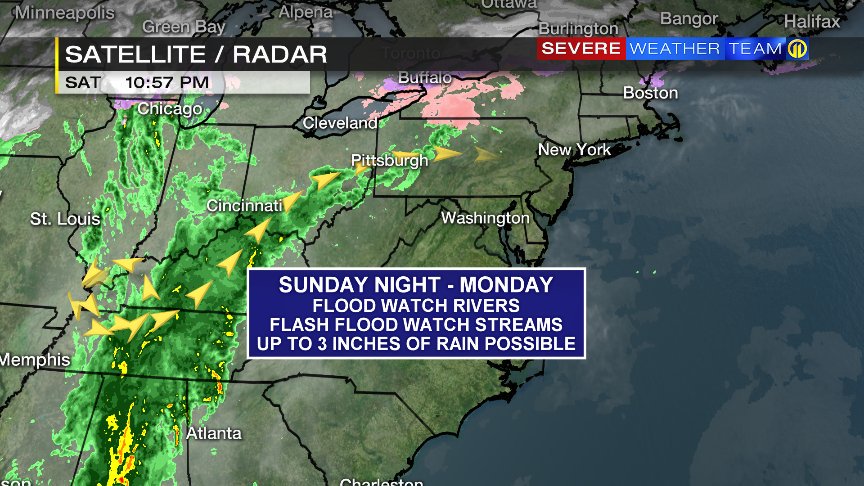 Ottawa
Minneapolis
Green Bay
Alpena
Burlington
Bangor
Halifax
SATELLITE / RADAR
Toronto
SEVERE WEATHER TEAM 11
SAT 10:57 PM
Buffalo
Chicago
Boston
Cleveland
Pittsburgh
New York
Cincinnati
St. Louis
Washington
SUNDAY NIGHT - MONDAY
FLOOD WATCH RIVERS
FLASH FLOOD WATCH STREAMS
UP TO 3 INCHES OF RAIN POSSIBLE
Memphis
Atlanta
son
Charleston